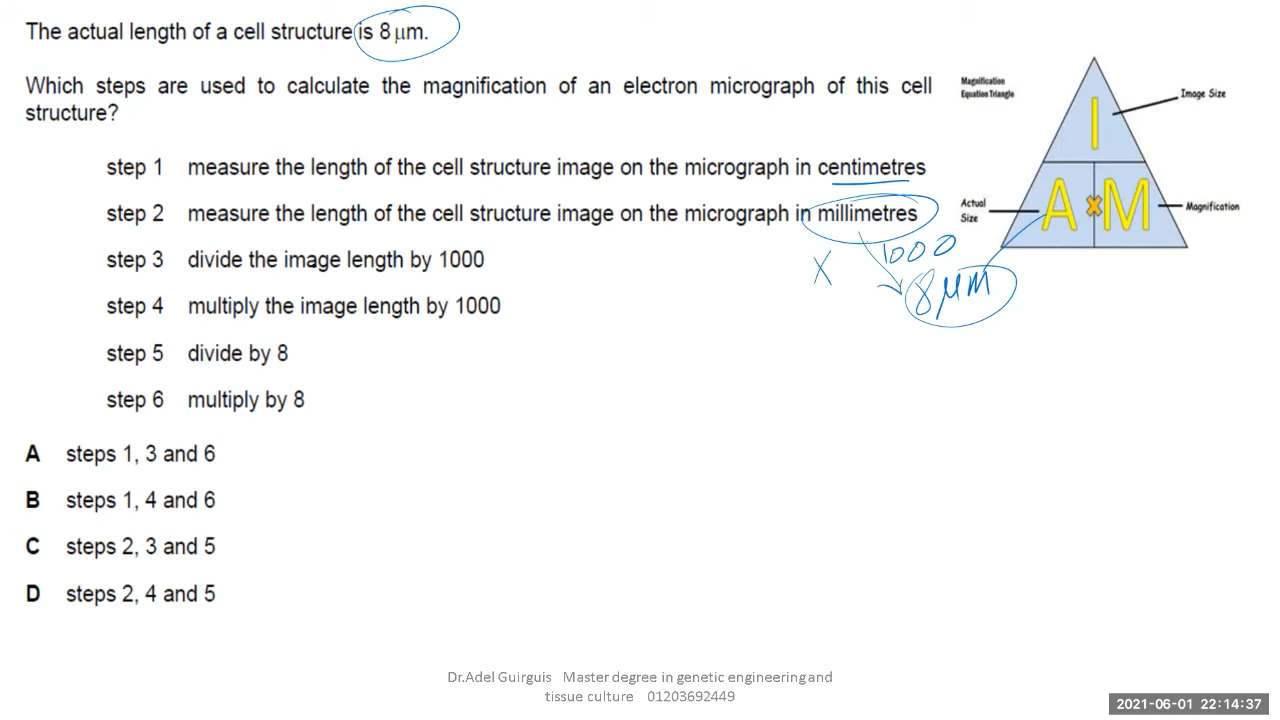 The actual length of a cell structure is 8 μm.
Which steps are used to calculate the magnification of an electron micrograph of this cell
structure?
step 1 measure the length of the cell structure image on the micrograph in centimetres
step 2 measure the length of the cell structure image on the micrograph in millimetres
step 3 divide the image length by 1000
step 4 multiply the image length by 1000
step 5 divide by 8
step 6 multiply by 8
A steps 1, 3 and 6
B steps 1, 4 and 6
C steps 2, 3 and 5
D steps 2, 4 and 5
Magnification
Equation Triangle
I
Image Size
Actual
Size
A × M
Magnification
X 1000
8 μm
Dr.Adel Guirguis Master degree in genetic engineering and
tissue culture 01203692449
2021-06-01 22:14:37